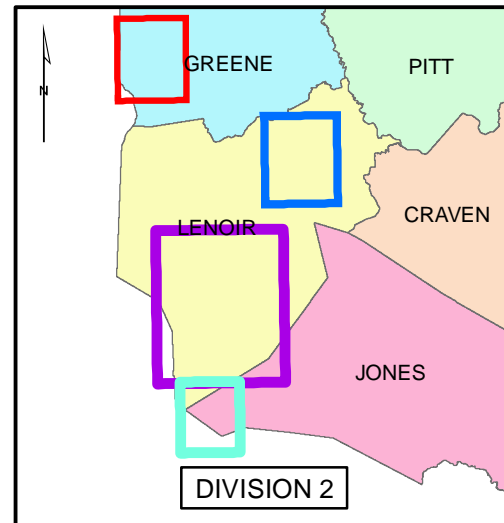 GREENE
PITT
N
LENOIR
CRAVEN
JONES
DIVISION 2